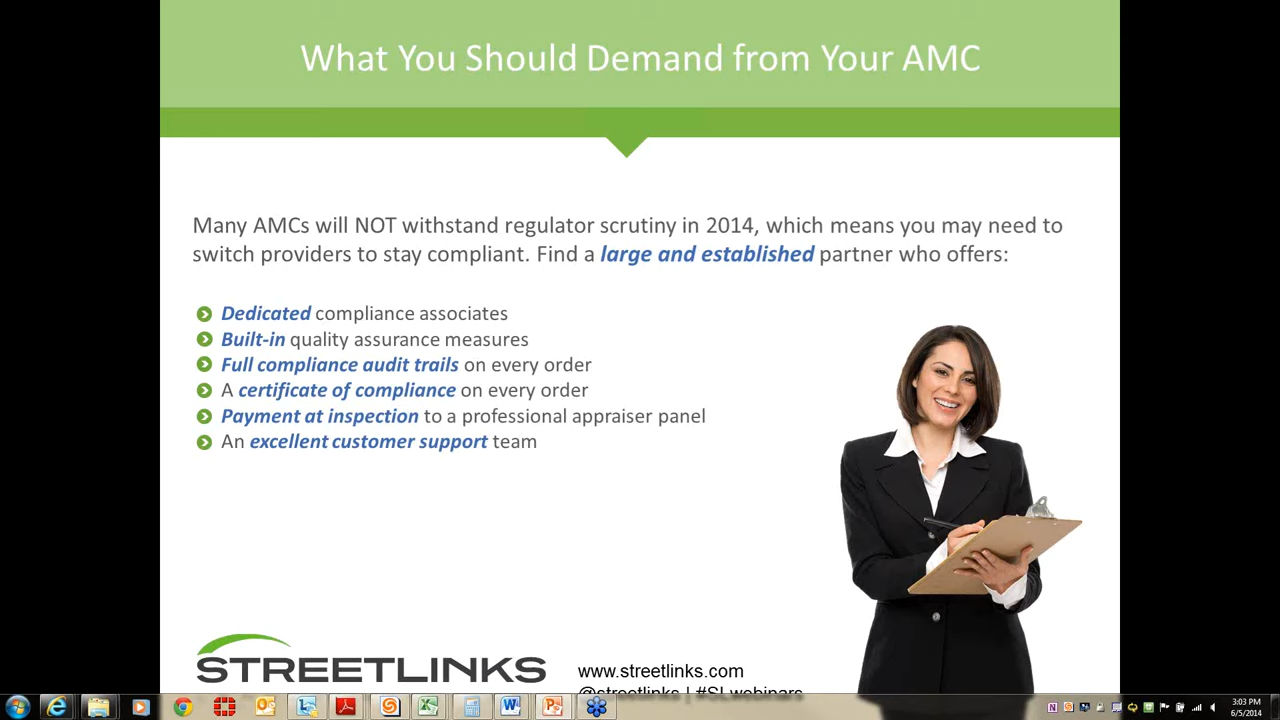 What You Should Demand from Your AMC
Many AMCs will NOT withstand regulator scrutiny in 2014, which means you may need to
switch providers to stay compliant. Find a large and established partner who offers:
Dedicated compliance associates
Built-in quality assurance measures
Full compliance audit trails on every order
A certificate of compliance on every order
Payment at inspection to a professional appraiser panel
An excellent customer support team
STREETLINKS
www.streetlinks.com
@streetlinks | #SLwebinars
3:03 PM
6/5/2014